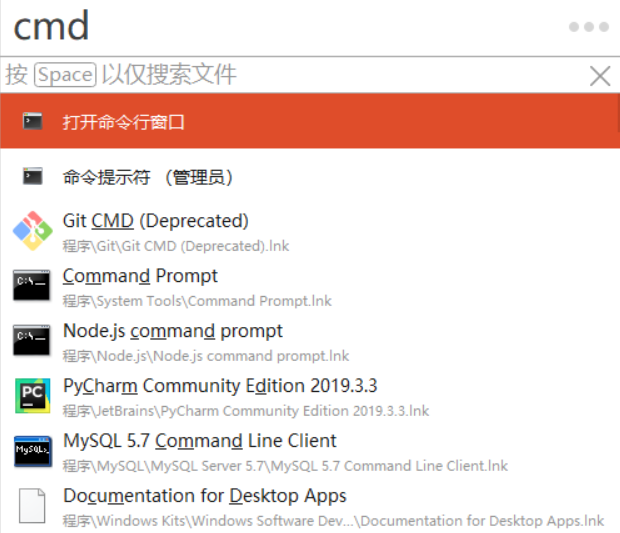 cmd
按 Space 以仅搜索文件
打开命令行窗口
命令提示符 （管理员）
Git CMD (Deprecated)
程序\Git\Git CMD (Deprecated).lnk
Command Prompt
程序\System Tools\Command Prompt.lnk
Node.js command prompt
程序\Node.js\Node.js command prompt.lnk
PyCharm Community Edition 2019.3.3
程序\JetBrains\PyCharm Community Edition 2019.3.3.lnk
MySQL 5.7 Command Line Client
程序\MySQL\MySQL Server 5.7\MySQL 5.7 Command Line Client.lnk
Documentation for Desktop Apps
程序\Windows Kits\Windows Software Dev...\Documentation for Desktop Apps.lnk